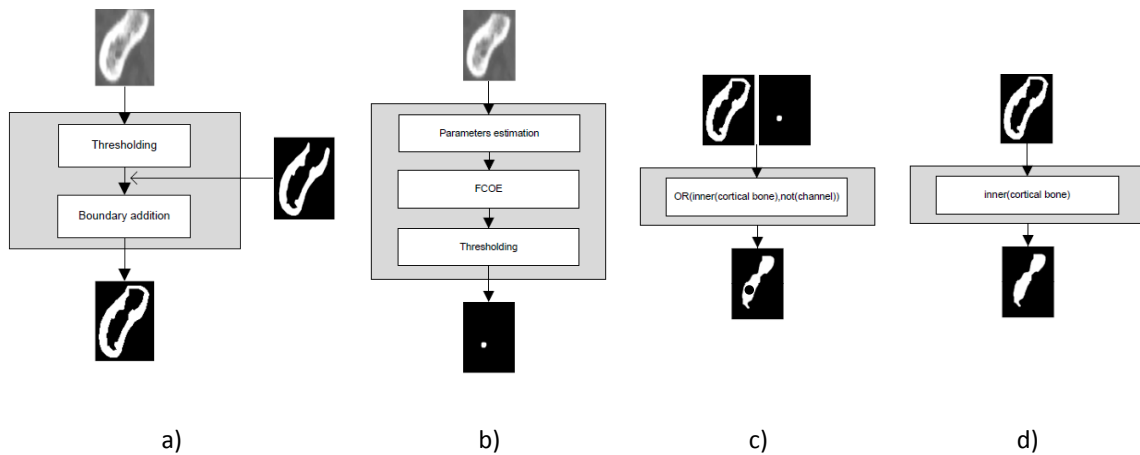 Thresholding
Boundary addition
Parameters estimation
FCOE
Thresholding
OR(inner(cortical bone),not(channel))
inner(cortical bone)
a)
b)
c)
d)